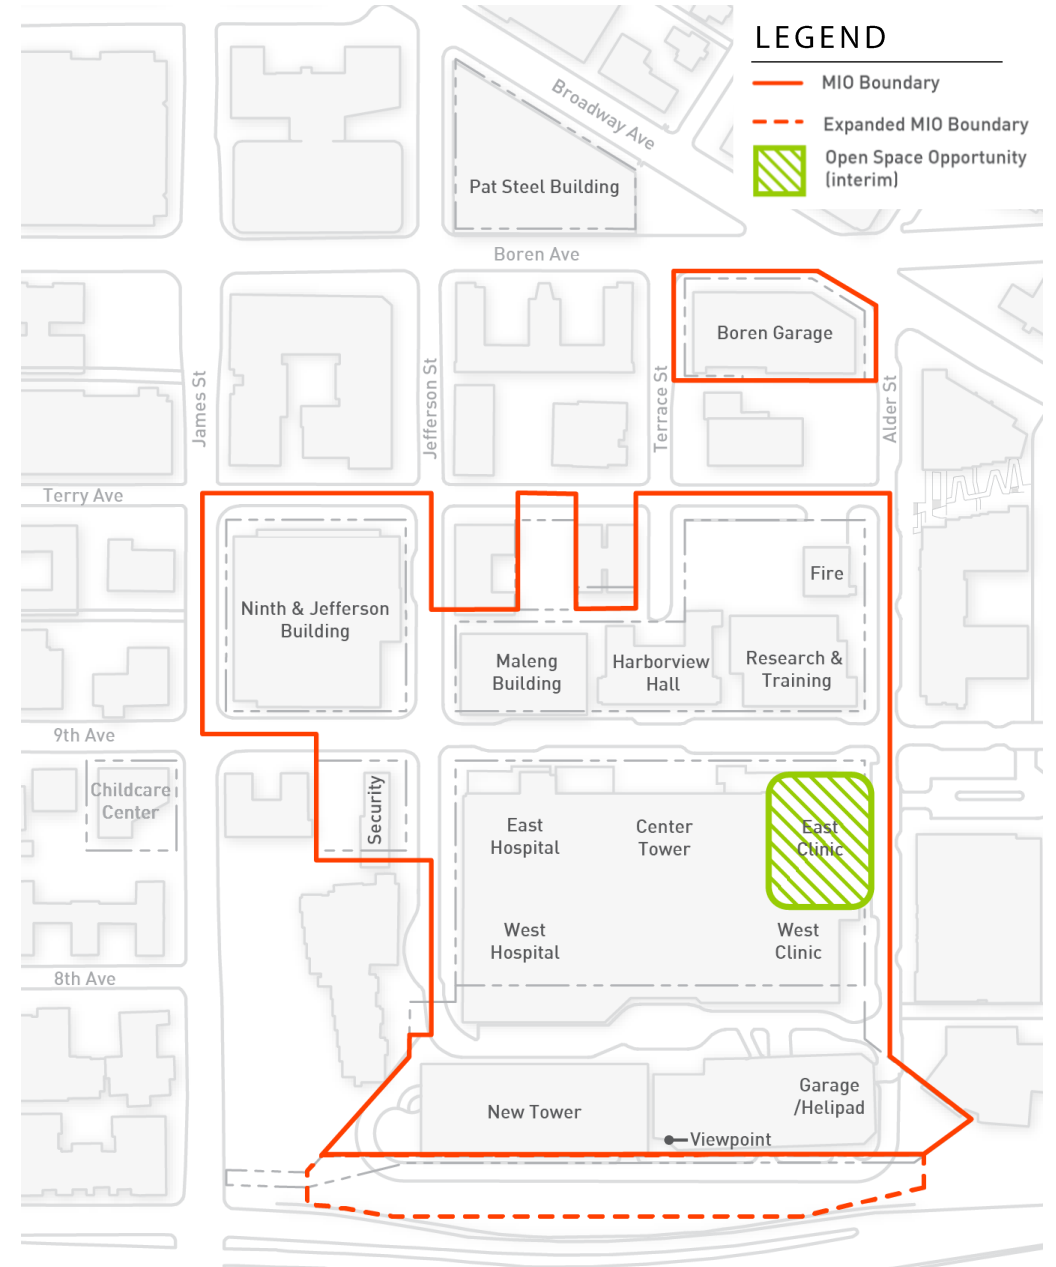 LEGEND
MIO Boundary
Expanded MIO Boundary
Open Space Opportunity
(interim)
Broadway Ave
Pat Steel Building
Boren Ave
Boren Garage
James St
Jefferson St
Terrace St
Alder St
Terry Ave
Fire
Ninth & Jefferson
Building
Maleng
Building
Harborview
Hall
Research &
Training
9th Ave
Childcare
Center
Security
East
Hospital
Center
Tower
East
Clinic
West
Hospital
West
Clinic
8th Ave
New Tower
Garage
/Helipad
Viewpoint